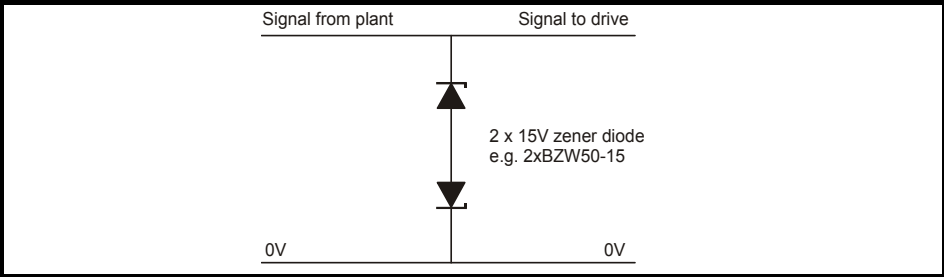 Signal from plant
Signal to drive
2 x 15V zener diode
e.g. 2xBZW50-15
0V
0V